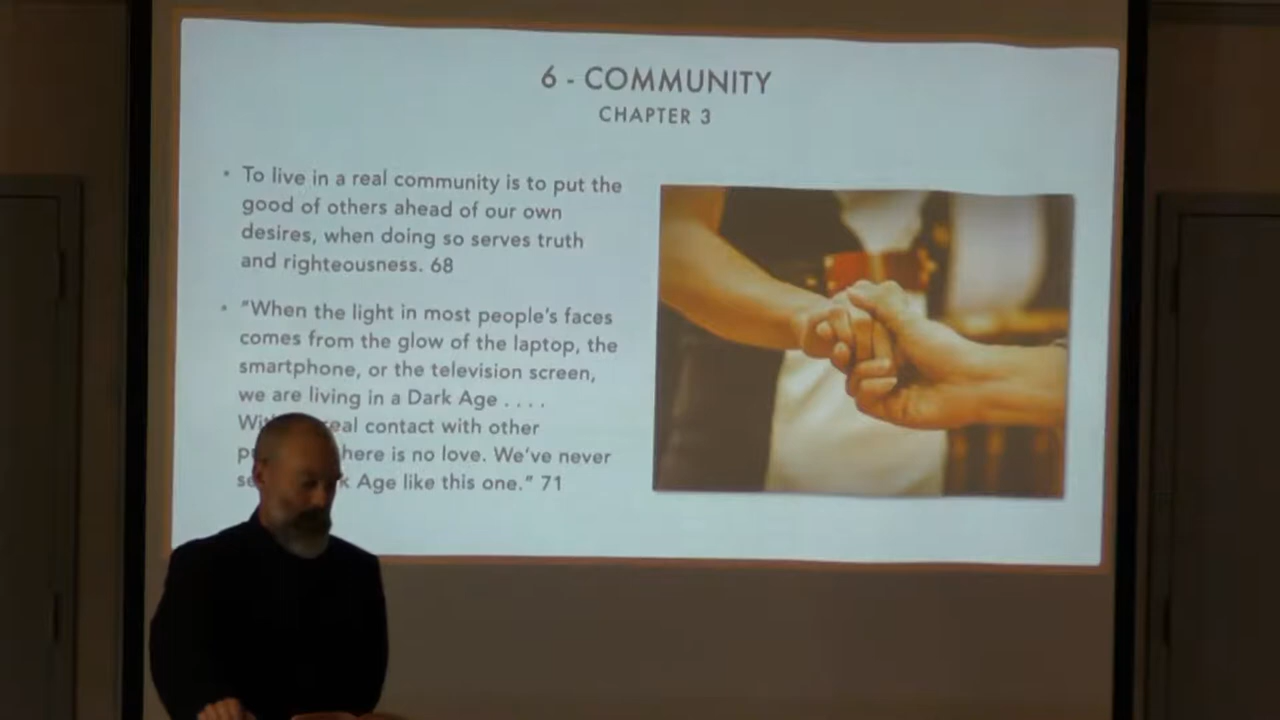 6 - COMMUNITY
CHAPTER 3
• To live in a real community is to put the
good of others ahead of our own
desires, when doing so serves truth
and righteousness. 68
• "When the light in most people's faces
comes from the glow of the laptop, the
smartphone, or the television screen,
we are living in a Dark Age . . . .
contact with other
is no love. We've never
Age like this one." 71